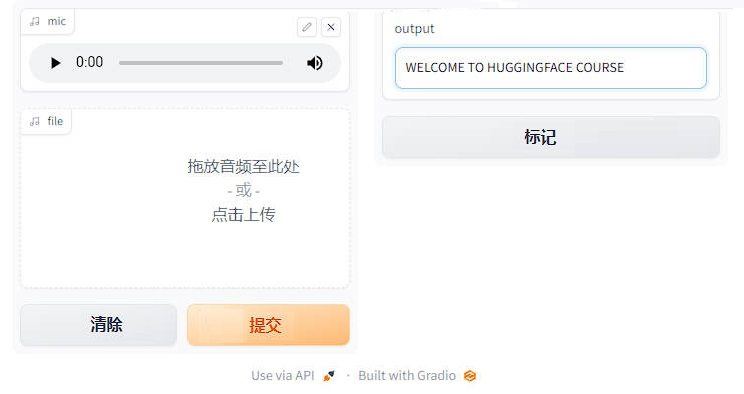 mic
0:00
file
拖放音频至此处
- 或 -
点击上传
清除
提交
output
WELCOME TO HUGGINGFACE COURSE
标记
Use via API · Built with Gradio